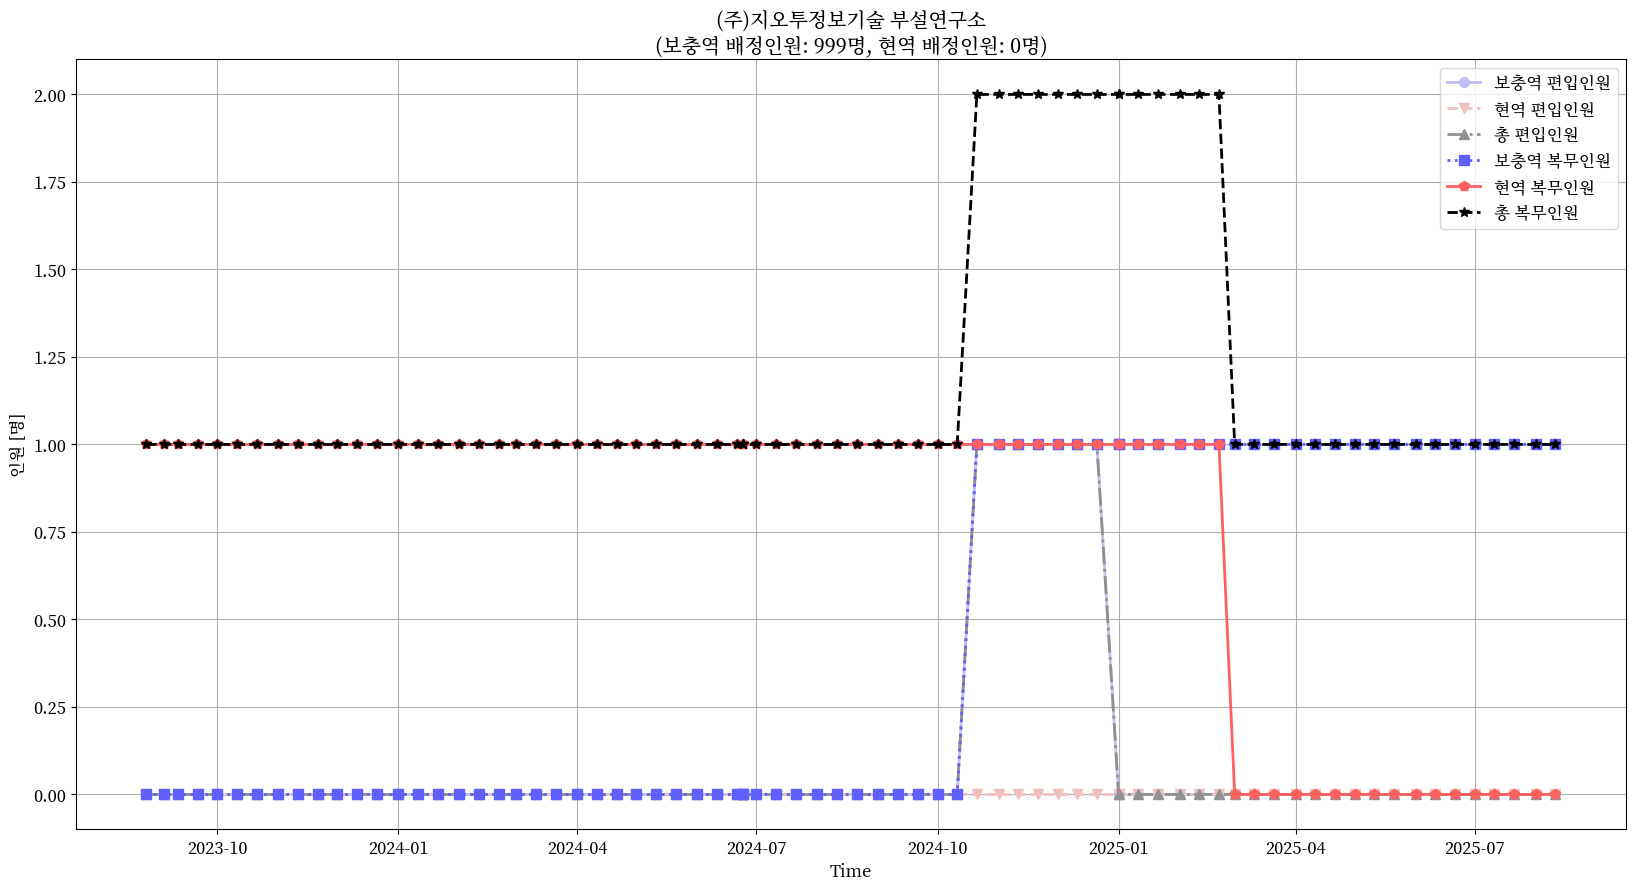 (주)지오투정보기술 부설연구소
(보충역 배정인원: 999명, 현역 배정인원: 0명)
보충역 편입인원
현역 편입인원
총 편입인원
보충역 복무인원
현역 복무인원
총 복무인원
2.00
1.75
1.50
1.25
1.00
0.75
0.50
0.25
0.00
인원 [명]
2023-10 2024-01 2024-04 2024-07 2024-10 2025-01 2025-04 2025-07
Time